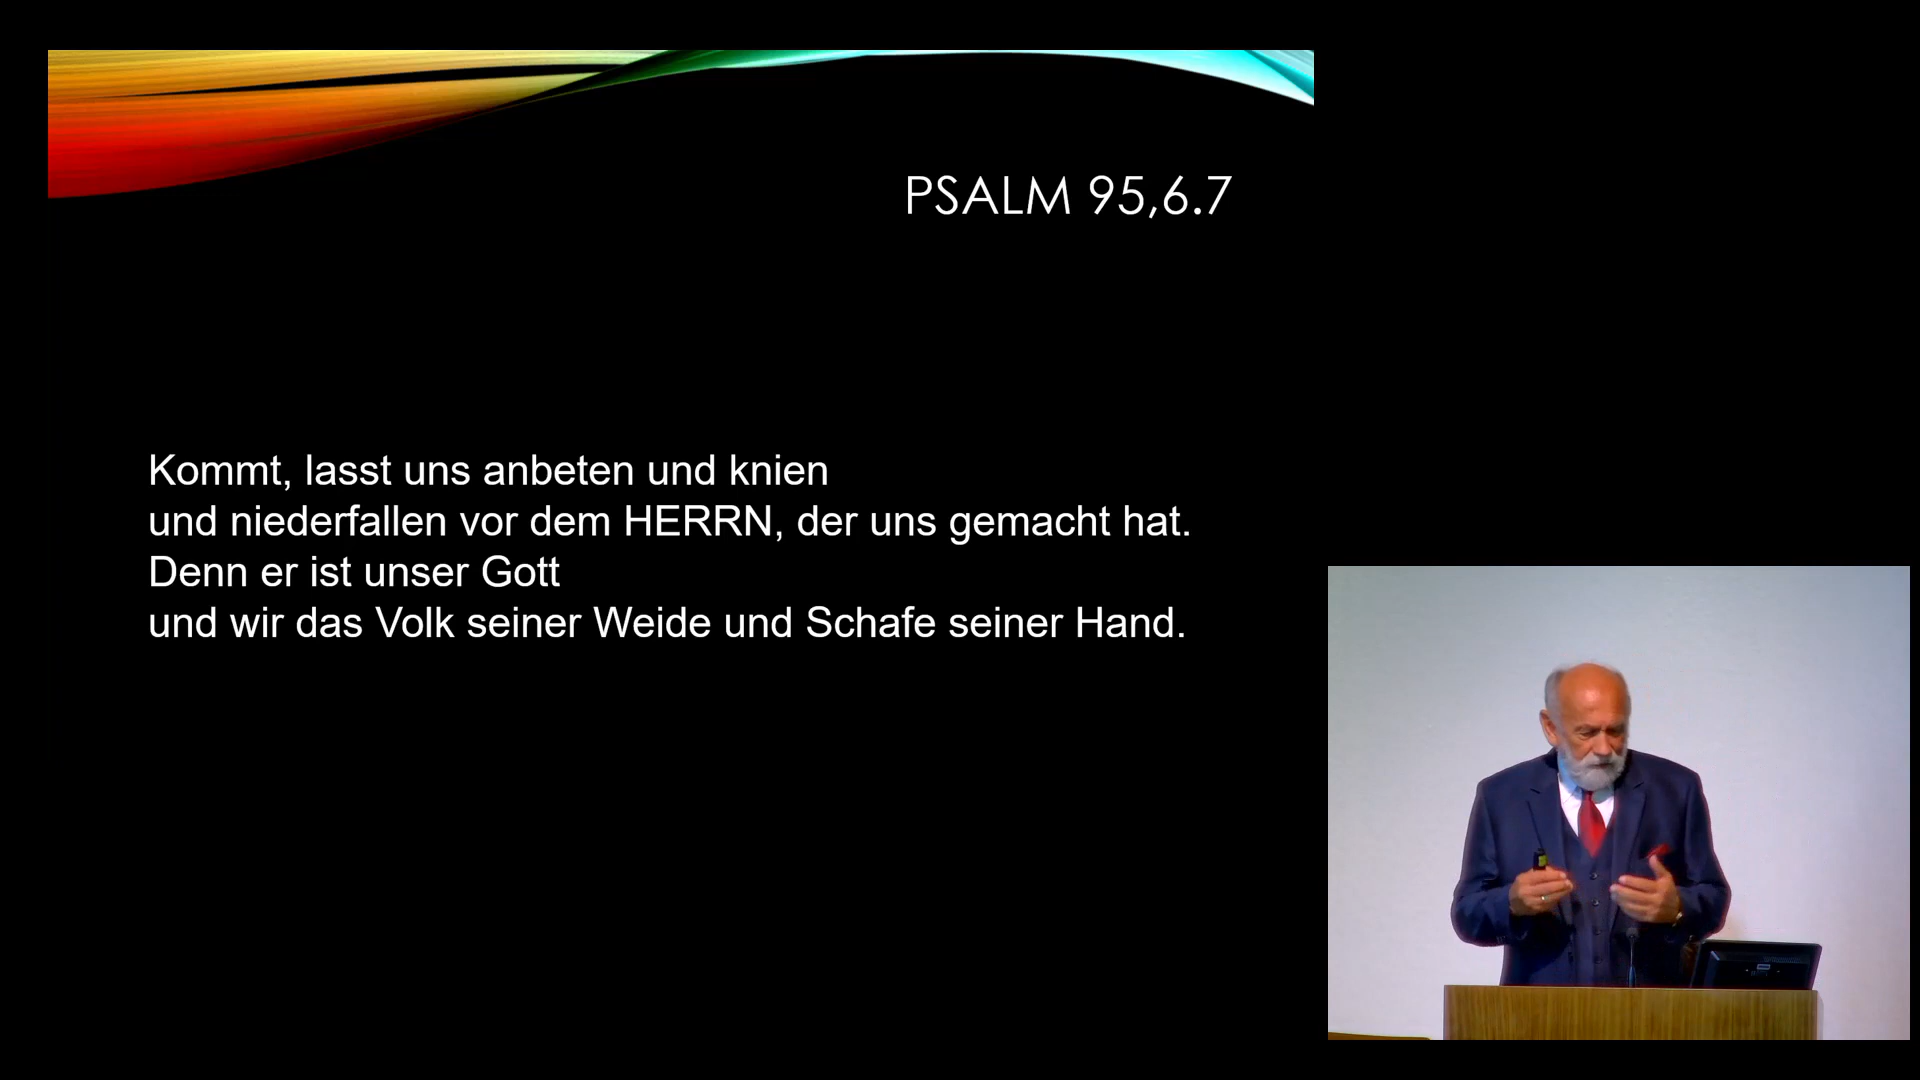 PSALM 95,6.7
Kommt, lasst uns anbeten und knien
und niederfallen vor dem HERRN, der uns gemacht hat.
Denn er ist unser Gott
und wir das Volk seiner Weide und Schafe seiner Hand.